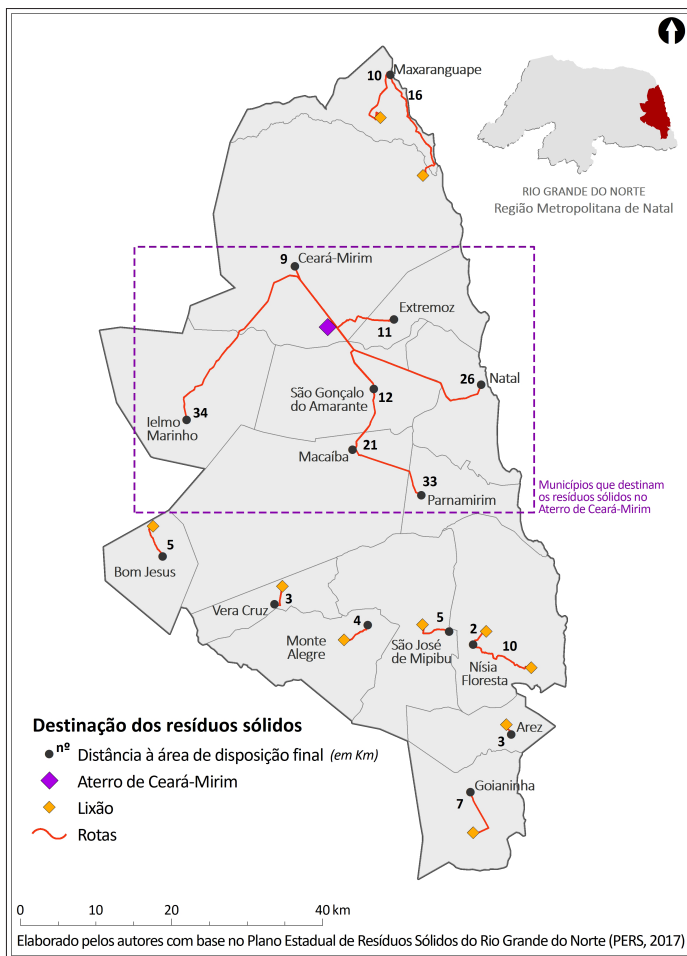 Maxaranguape
10
16
RIO GRANDE DO NORTE
Região Metropolitana de Natal
9
Ceará-Mirim
Extremoz
11
26
Natal
São Gonçalo
do Amarante
12
34
Ielmo
Marinho
21
Macaíba
33
Parnamirim
Municípios que destinam
os resíduos sólidos no
Aterro de Ceará-Mirim
5
Bom Jesus
3
Vera Cruz
4
Monte
Alegre
5
São José
de Mipibu
2
10
Nísia
Floresta
Arez
3
Goianinha
7
Destinação dos resíduos sólidos
nº Distância à área de disposição final (em Km)
Aterro de Ceará-Mirim
Lixão
Rotas
0 10 20 40 km
Elaborado pelos autores com base no Plano Estadual de Resíduos Sólidos do Rio Grande do Norte (PERS, 2017)